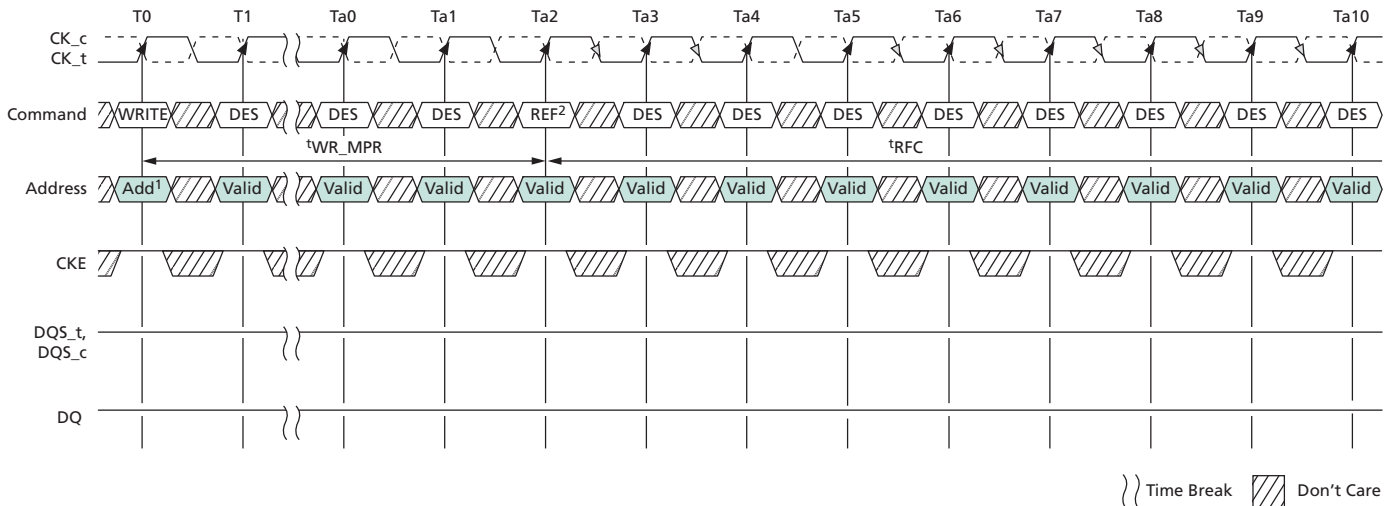 T0 T1 Ta0 Ta1 Ta2 Ta3 Ta4 Ta5 Ta6 Ta7 Ta8 Ta9 Ta10
CK_c
CK_t
Command WRITE DES DES DES REF2 DES DES DES DES DES DES DES DES
tWR_MPR tRFC
Address Add1 Valid Valid Valid Valid Valid Valid Valid Valid Valid Valid Valid Valid
CKE
DQS_t,
DQS_c
DQ
Time Break Don't Care